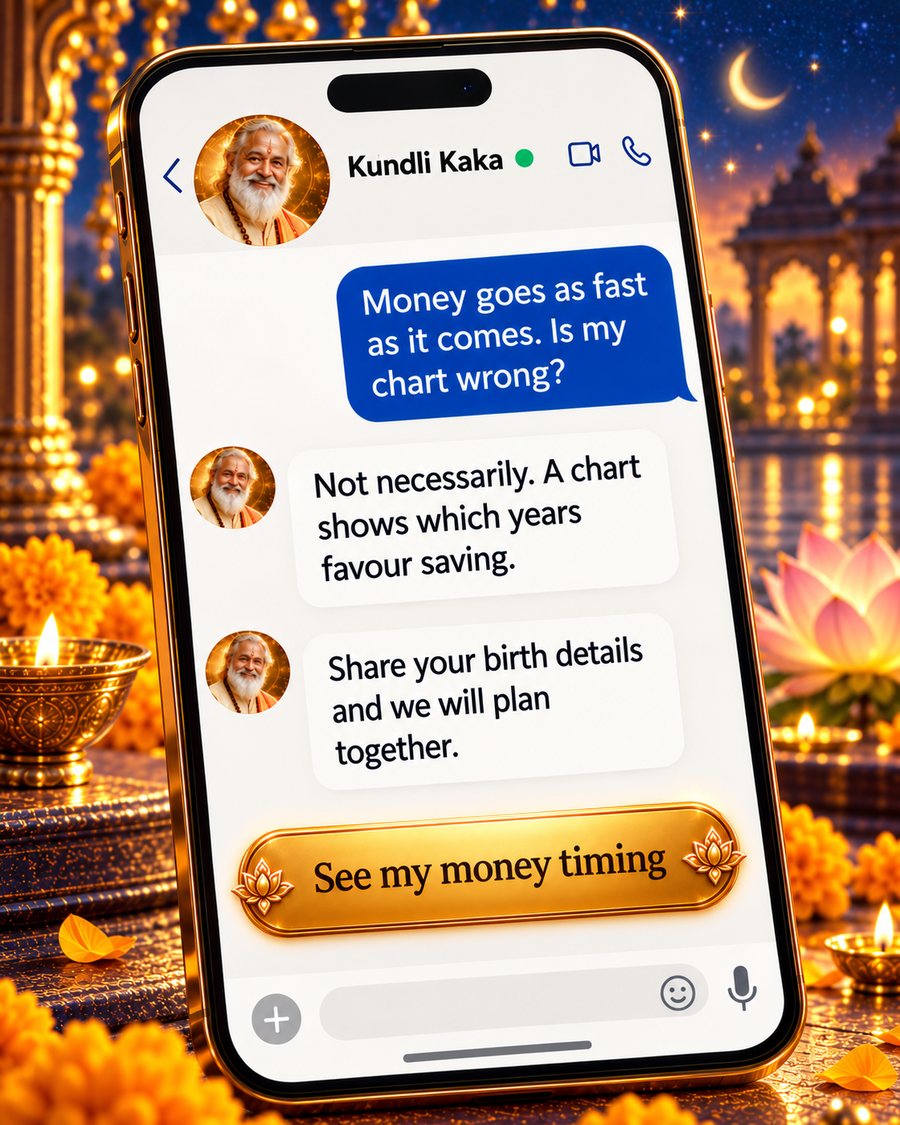 Kundli Kaka
Money goes as fast
as it comes. Is my
chart wrong?
Not necessarily. A chart
shows which years
favour saving.
Share your birth details
and we will plan
together.
See my money timing